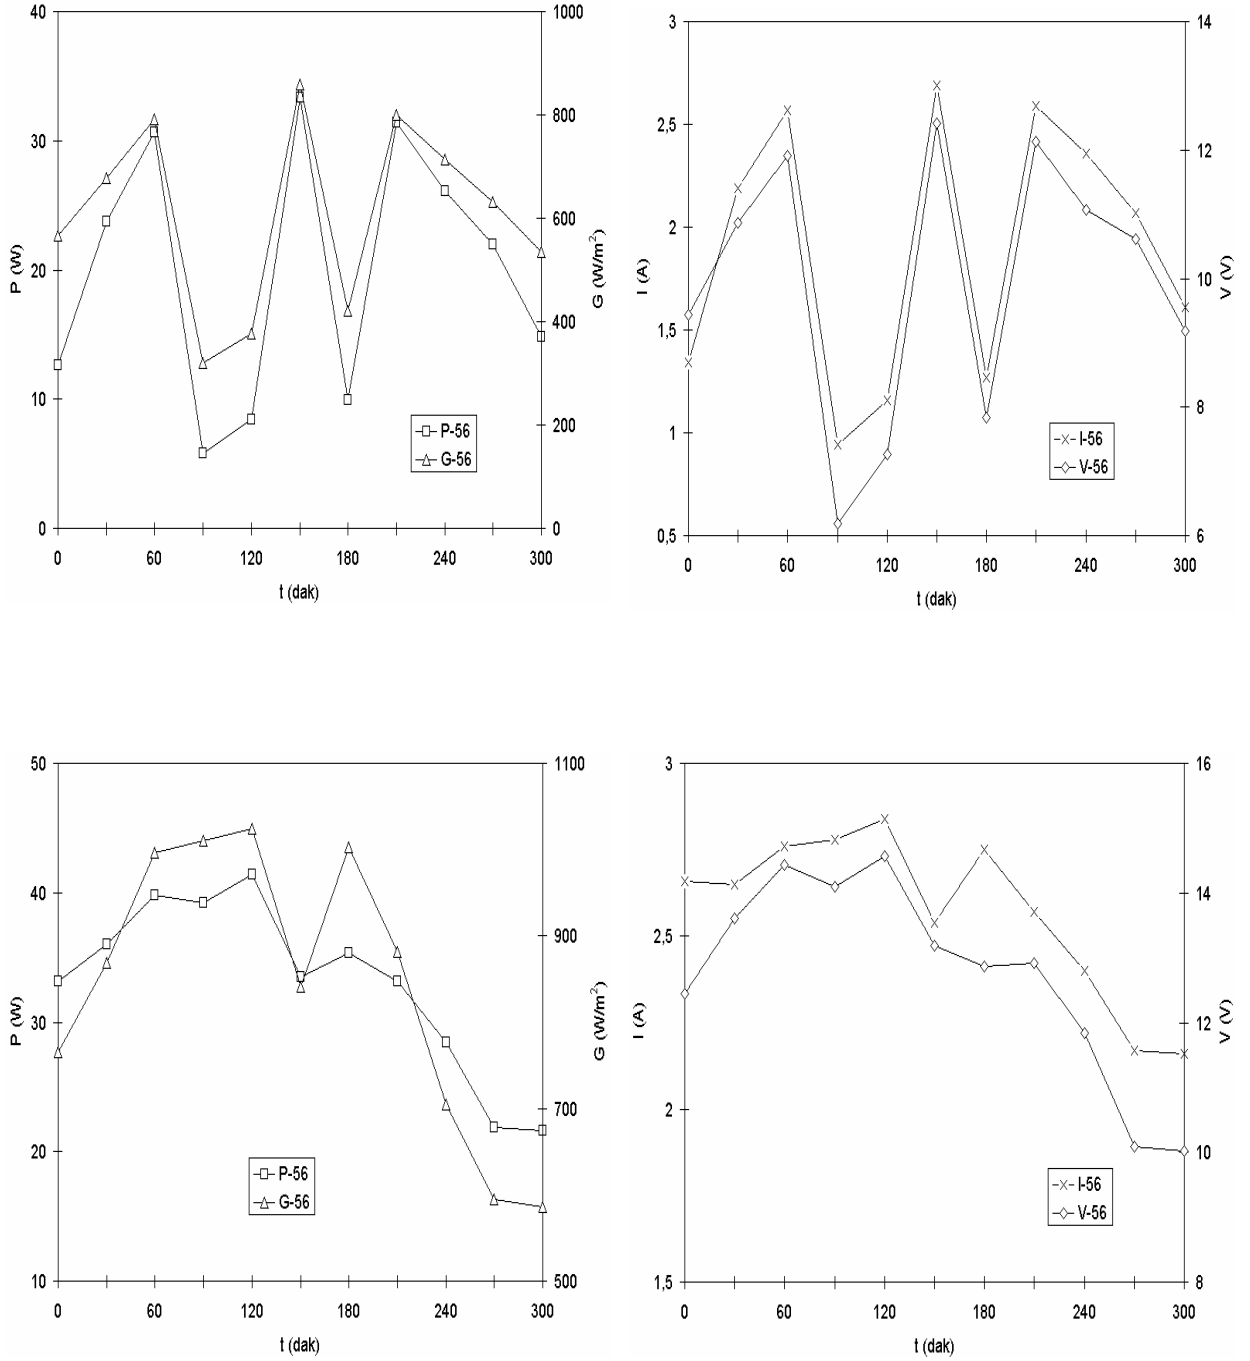 40
30
20
10
0
P (W)
1000
800
600
400
200
0
G (W/m²)
P-56
G-56
0 60 120 180 240 300
t (dak)
3
2,5
2
1,5
1
0,5
I (A)
14
12
10
8
6
V (V)
I-56
V-56
0 60 120 180 240 300
t (dak)
50
40
30
20
10
P (W)
1100
900
700
500
G (W/m²)
P-56
G-56
0 60 120 180 240 300
t (dak)
3
2,5
2
1,5
I (A)
16
14
12
10
8
V (V)
I-56
V-56
0 60 120 180 240 300
t (dak)